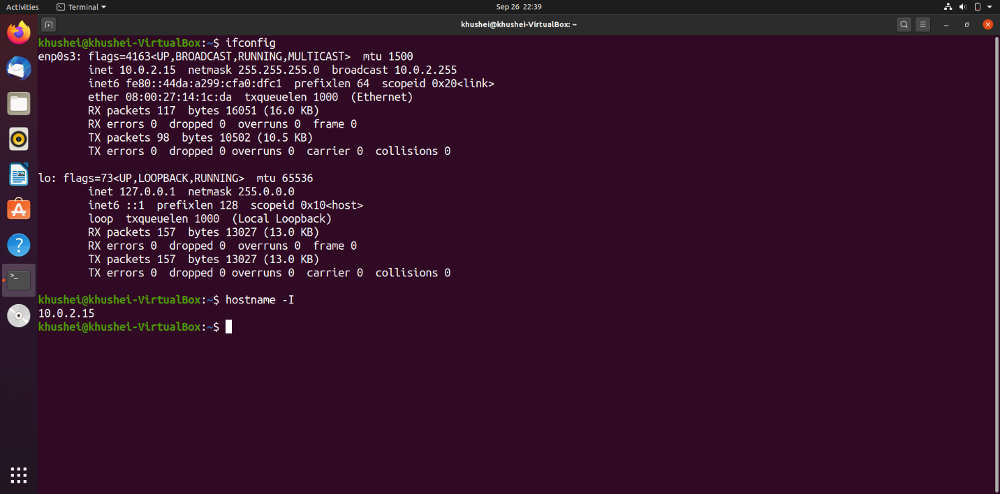 Activities Terminal Sep 26 22:39
khushei@khushei-VirtualBox: ~
khushei@khushei-VirtualBox:~$ ifconfig
enp0s3: flags=4163<UP,BROADCAST,RUNNING,MULTICAST>  mtu 1500
        inet 10.0.2.15  netmask 255.255.255.0  broadcast 10.0.2.255
        inet6 fe80::44da:a299:cfa0:dfc1  prefixlen 64  scopeid 0x20<link>
        ether 08:00:27:14:1c:da  txqueuelen 1000  (Ethernet)
        RX packets 117  bytes 16051 (16.0 KB)
        RX errors 0  dropped 0  overruns 0  frame 0
        TX packets 98  bytes 10502 (10.5 KB)
        TX errors 0  dropped 0 overruns 0  carrier 0  collisions 0

lo: flags=73<UP,LOOPBACK,RUNNING>  mtu 65536
        inet 127.0.0.1  netmask 255.0.0.0
        inet6 ::1  prefixlen 128  scopeid 0x10<host>
        loop  txqueuelen 1000  (Local Loopback)
        RX packets 157  bytes 13027 (13.0 KB)
        RX errors 0  dropped 0  overruns 0  frame 0
        TX packets 157  bytes 13027 (13.0 KB)
        TX errors 0  dropped 0 overruns 0  carrier 0  collisions 0

khushei@khushei-VirtualBox:~$ hostname -I
10.0.2.15
khushei@khushei-VirtualBox:~$